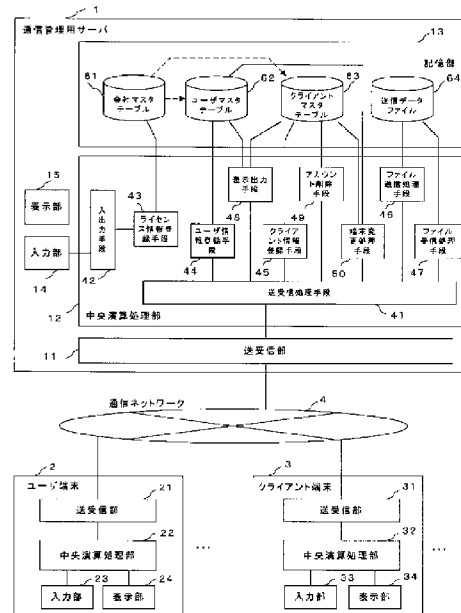 1
通信管理用サーバ
13
記憶部
61
62
63
64
会社マスタ
テーブル
ユーザマスタ
テーブル
クライアント
マスタ
テーブル
送信データ
ファイル
15
表示部
入力部
14
入出力手段
42
43
ライセンス情報登
録手段
44
ユーザ情
報登録手
段
表示出力
手段
48
45
クライアント情報
登録手段
49
アカウン
ト削除手
段
50
端末変
更処理手
段
46
ファイル
送信処理
手段
47
ファイル
受信処理
手段
送受信処理手段
41
12
中央演算処理部
11
送受信部
通信ネットワーク
4
2
ユーザ端末
21
送受信部
22
中央演算処理部
23
24
入力部
表示部
…
3
クライアント端末
31
送受信部
32
中央演算処理部
33
34
入力部
表示部
…